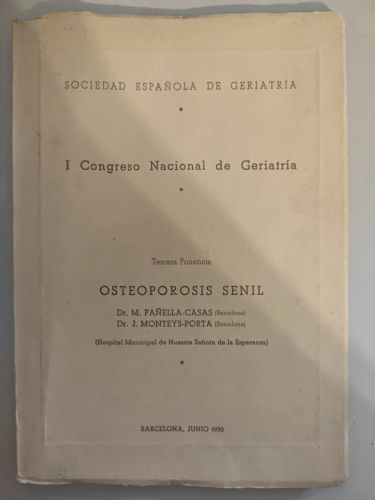 SOCIEDAD ESPAÑOLA DE GERIATRÍA
*
I Congreso Nacional de Geriatría
*
Tercera Ponencia
OSTEOPOROSIS SENIL
Dr. M. PAÑELLA-CASAS (Barcelona)
Dr. J. MONTEYS-PORTA (Barcelona)
(Hospital Municipal de Nuestra Señora de la Esperanza)
*
BARCELONA, JUNIO 1950